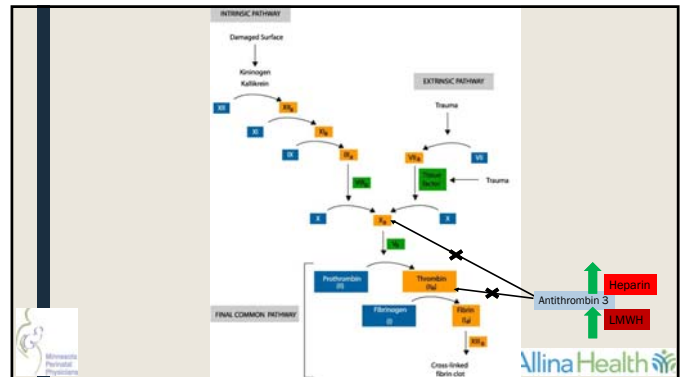 INTRINSIC PATHWAY
Damaged Surface
Kininogen
Kallikrein
EXTRINSIC PATHWAY
Trauma
XII
XIIa
XI
XIa
IX
IXa
VIIa
VII
VIIIa
Tissue
factor
Trauma
X
Xa
X
Va
Prothrombin
(II)
Thrombin
(IIa)
Heparin
Antithrombin 3
LMWH
FINAL COMMON PATHWAY
Fibrinogen
(I)
Fibrin
(Ia)
XIIIa
Cross-linked
fibrin clot
Minnesota
Perinatal
Physicians
Allina Health